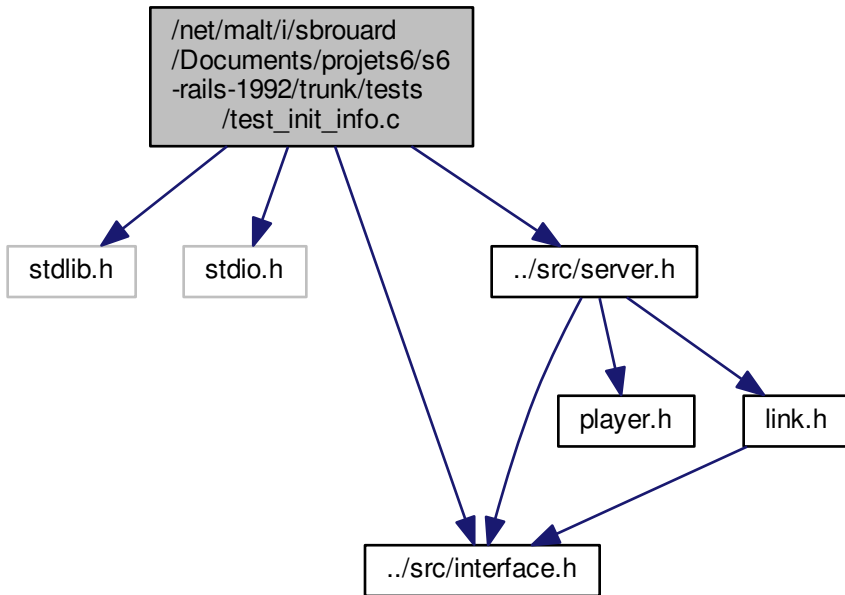 /net/malt/i/sbrouard
/Documents/projets6/s6
-rails-1992/trunk/tests
/test_init_info.c
stdlib.h
stdio.h
../src/server.h
player.h
link.h
../src/interface.h